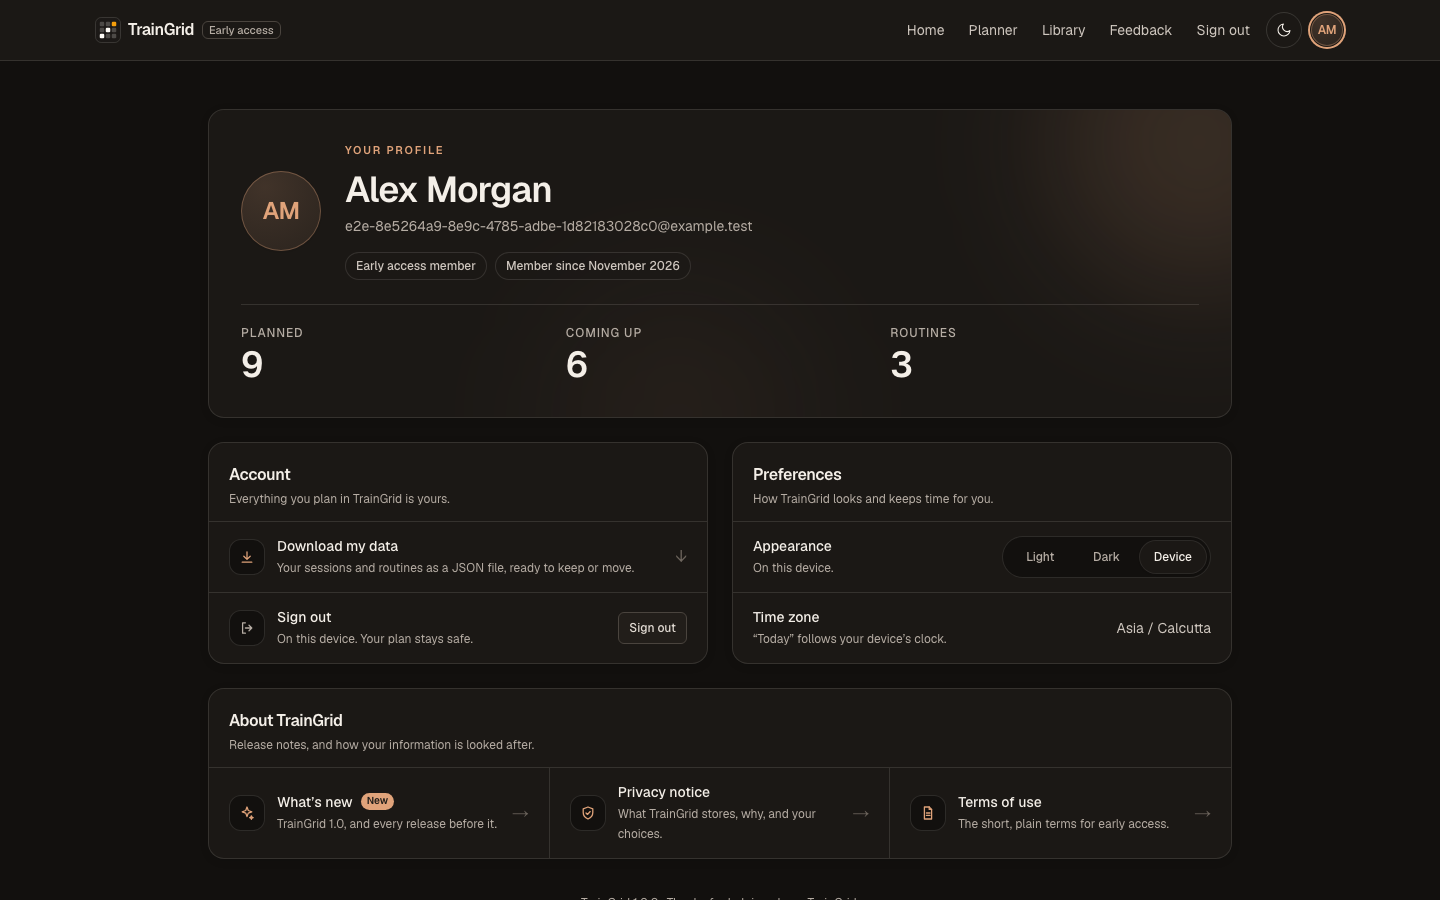 TrainGrid Early access Home Planner Library Feedback Sign out AM
YOUR PROFILE
AM
Alex Morgan
e2e-8e5264a9-8e9c-4785-adbe-1d82183028c0@example.test
Early access member Member since November 2026
PLANNED COMING UP ROUTINES
9 6 3
Account
Everything you plan in TrainGrid is yours.
Download my data
Your sessions and routines as a JSON file, ready to keep or move.
Sign out
On this device. Your plan stays safe.
Sign out
Preferences
How TrainGrid looks and keeps time for you.
Appearance
On this device.
Light Dark Device
Time zone
“Today” follows your device’s clock.
Asia / Calcutta
About TrainGrid
Release notes, and how your information is looked after.
What’s new New
TrainGrid 1.0, and every release before it.
Privacy notice
What TrainGrid stores, why, and your
choices.
Terms of use
The short, plain terms for early access.